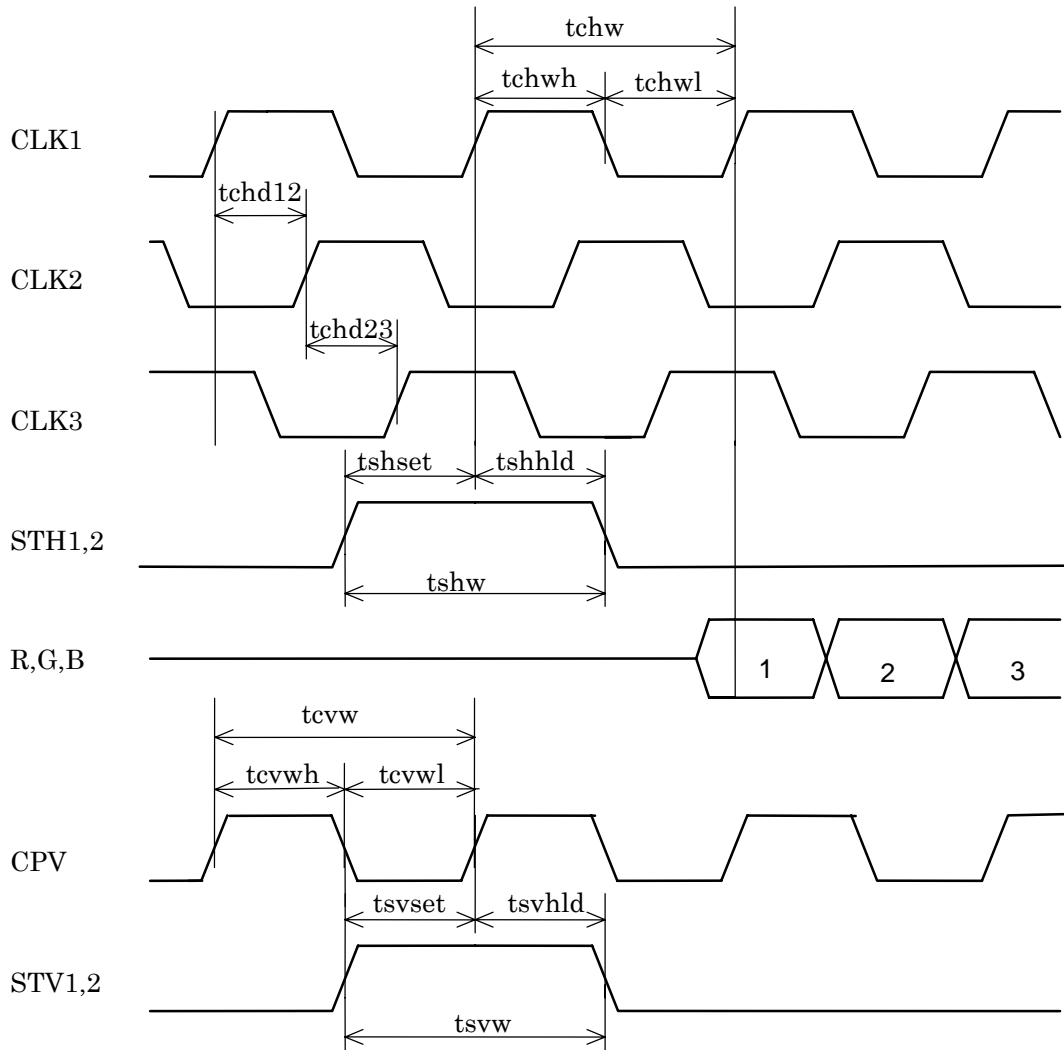 tchw
tchwh tchwl
CLK1
tchd12
CLK2
tchd23
CLK3
tshset tshhld
STH1,2
tshw
R,G,B 1 2 3
tcvw
tcvwh tcvwl
CPV
tsvset tsvhld
STV1,2
tsvw